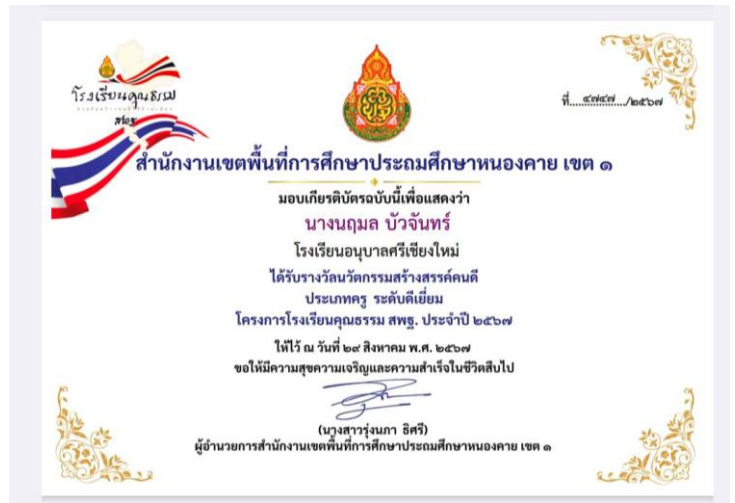 โรงเรียนคุณธรรม
สพฐ.
ที่....๔๗๔๗..../๒๕๖๗
สำนักงานเขตพื้นที่การศึกษาประถมศึกษาหนองคาย เขต ๑
มอบเกียรติบัตรฉบับนี้เพื่อแสดงว่า
นางนฤมล บัวจันทร์
โรงเรียนอนุบาลศรีเชียงใหม่
ได้รับรางวัลนวัตกรรมสร้างสรรค์คนดี
ประเภทครู ระดับดีเยี่ยม
โครงการโรงเรียนคุณธรรม สพฐ. ประจำปี ๒๕๖๗
ให้ไว้ ณ วันที่ ๒๙ สิงหาคม พ.ศ. ๒๕๖๗
ขอให้มีความสุขความเจริญและความสำเร็จในชีวิตสืบไป
(นางสาวรุ่งนภา ธิศรี)
ผู้อำนวยการสำนักงานเขตพื้นที่การศึกษาประถมศึกษาหนองคาย เขต ๑